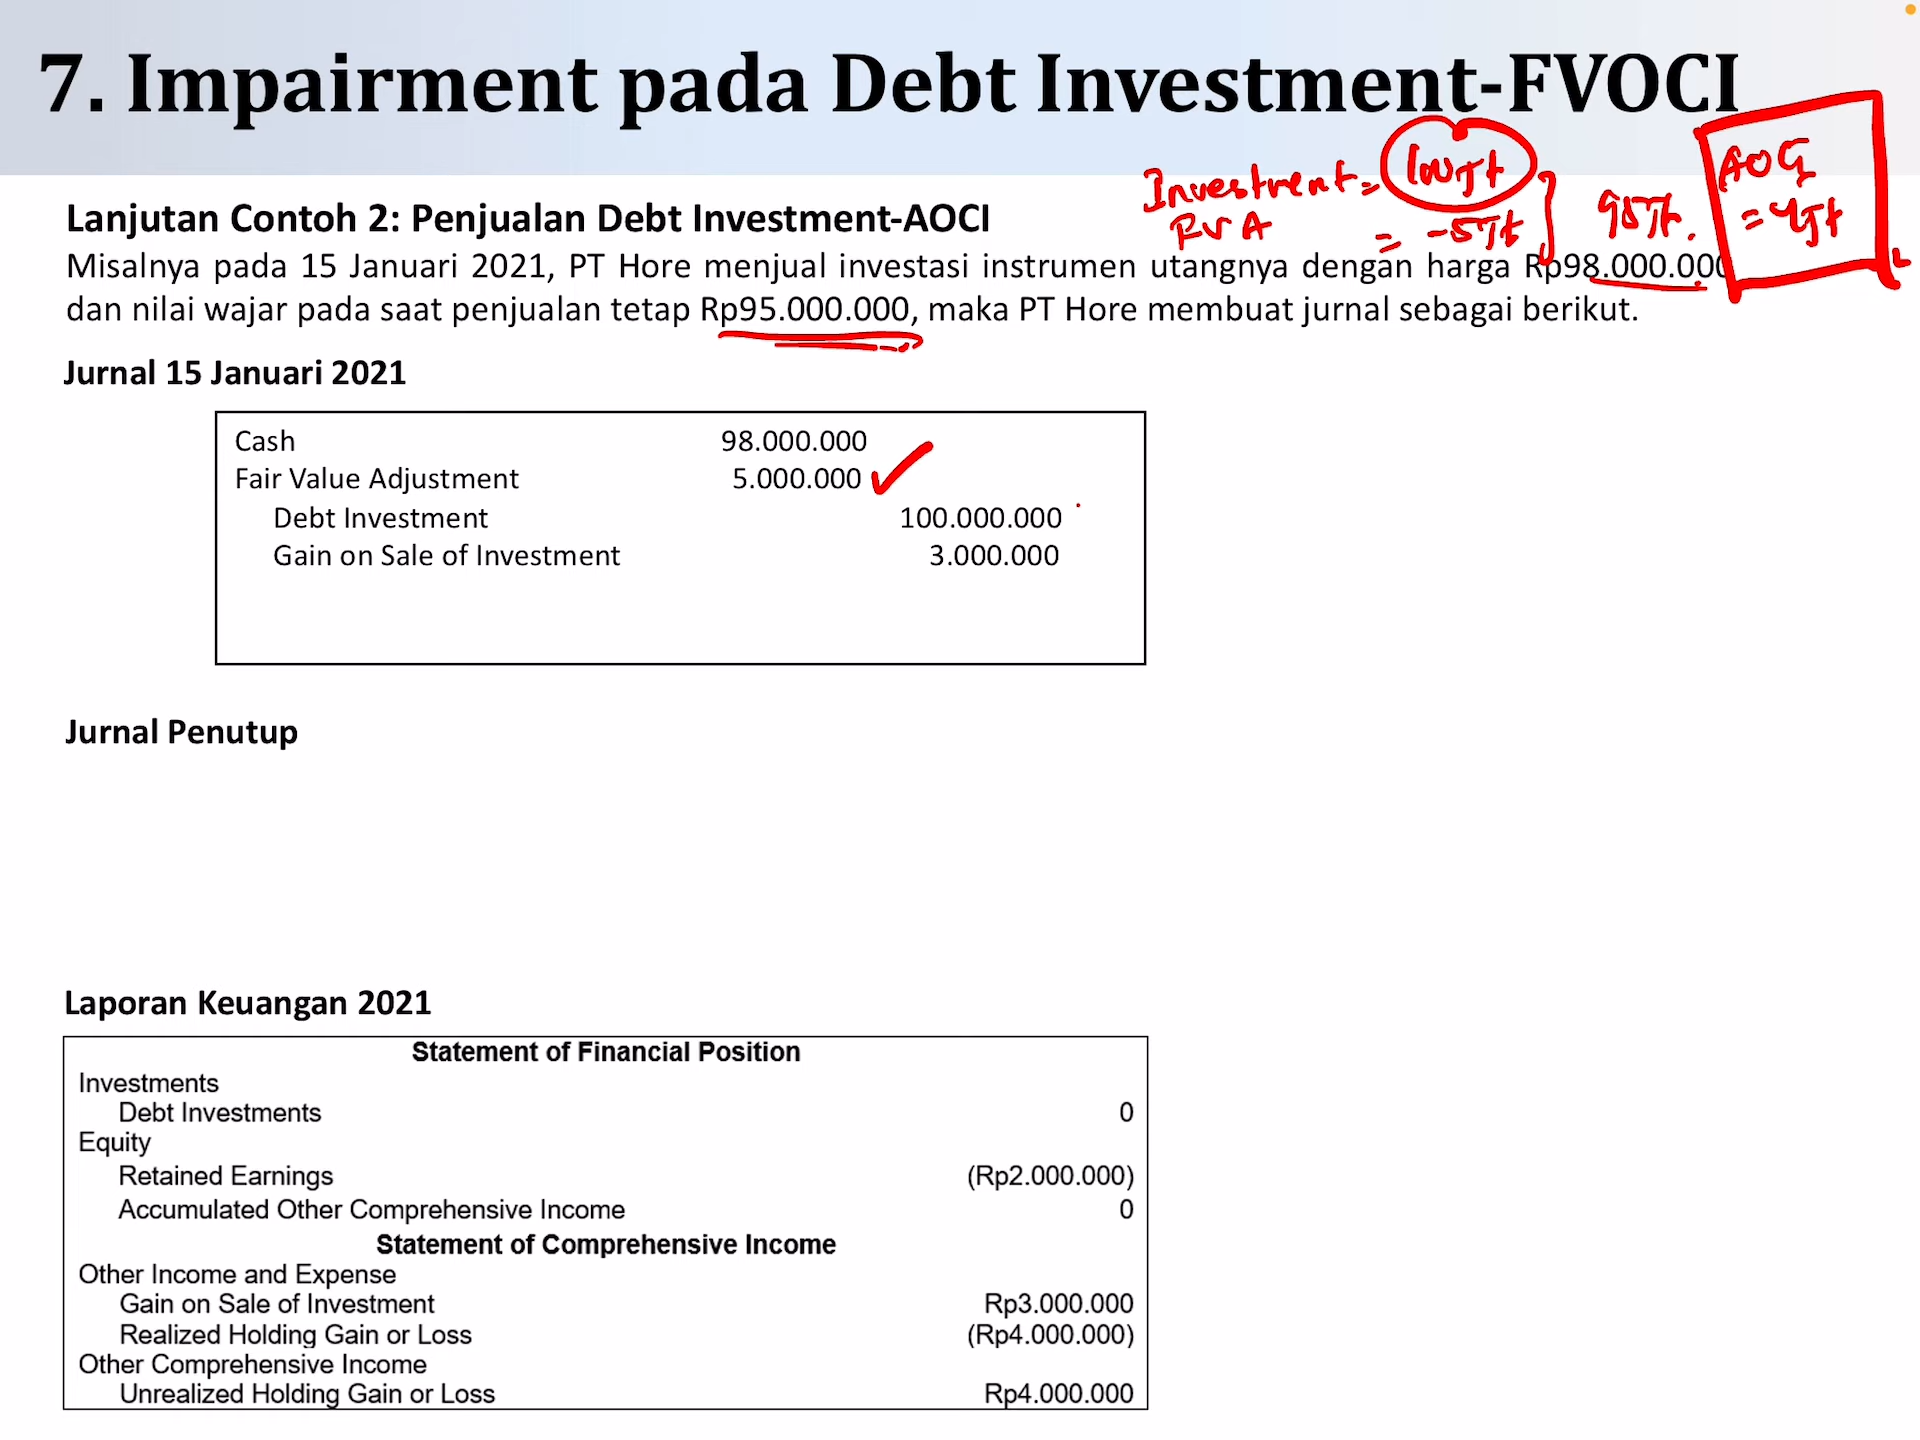 7. Impairment pada Debt Investment-FVOCI
Investment = 100Jt
FVA = -5Jt
95Jt.
= 4Jt
Lanjutan Contoh 2: Penjualan Debt Investment-AOCI
Misalnya pada 15 Januari 2021, PT Hore menjual investasi instrumen utangnya dengan harga Rp98.000.000
dan nilai wajar pada saat penjualan tetap Rp95.000.000, maka PT Hore membuat jurnal sebagai berikut.
Jurnal 15 Januari 2021
Cash 98.000.000
Fair Value Adjustment 5.000.000
Debt Investment 100.000.000
Gain on Sale of Investment 3.000.000
Jurnal Penutup
Laporan Keuangan 2021
Statement of Financial Position
Investments
Debt Investments 0
Equity
Retained Earnings (Rp2.000.000)
Accumulated Other Comprehensive Income 0
Statement of Comprehensive Income
Other Income and Expense
Gain on Sale of Investment Rp3.000.000
Realized Holding Gain or Loss (Rp4.000.000)
Other Comprehensive Income
Unrealized Holding Gain or Loss Rp4.000.000